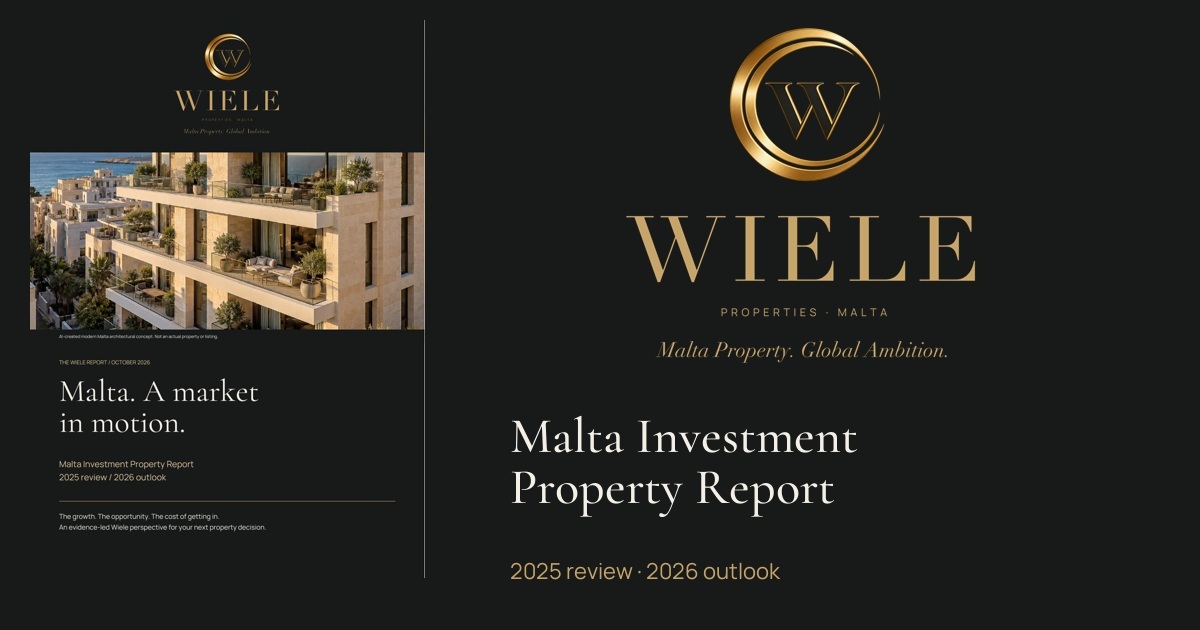 W
WIELE
PROPERTIES · MALTA
Malta Property. Global Ambition.
AI-created modern Malta architectural concept. Not an actual property or listing.
THE WIELE REPORT / OCTOBER 2026
Malta. A market
in motion.
Malta Investment Property Report
2025 review / 2026 outlook
The growth. The opportunity. The cost of getting in.
An evidence-led Wiele perspective for your next property decision.
W
WIELE
PROPERTIES · MALTA
Malta Property. Global Ambition.
Malta Investment
Property Report
2025 review · 2026 outlook